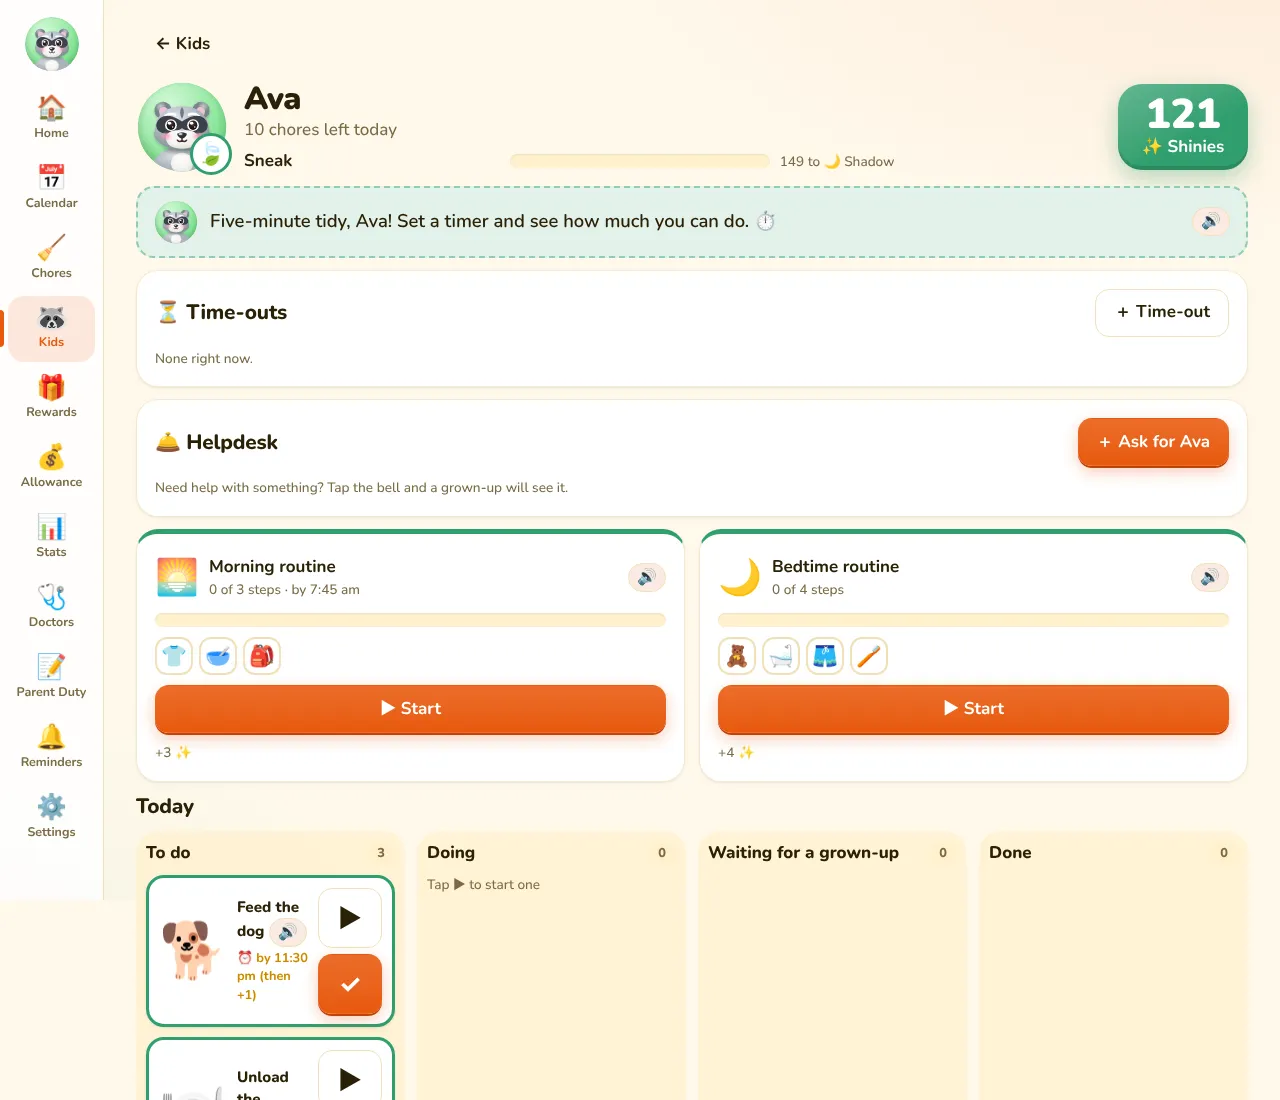 Home
July
17
Calendar
Chores
Kids
Rewards
Allowance
Stats
Doctors
Parent Duty
Reminders
Settings
← Kids
Ava
10 chores left today
Sneak
149 to 🌙 Shadow
121
✨ Shinies
Five-minute tidy, Ava! Set a timer and see how much you can do. ⏱️
⏳ Time-outs
+ Time-out
None right now.
🛎️ Helpdesk
+ Ask for Ava
Need help with something? Tap the bell and a grown-up will see it.
Morning routine
0 of 3 steps · by 7:45 am
▶ Start
+3 ✨
Bedtime routine
0 of 4 steps
▶ Start
+4 ✨
Today
To do 3
Feed the
dog
⏰ by 11:30
pm (then
+1)
Unload
the
Doing 0
Tap ▶ to start one
Waiting for a grown-up 0
Done 0